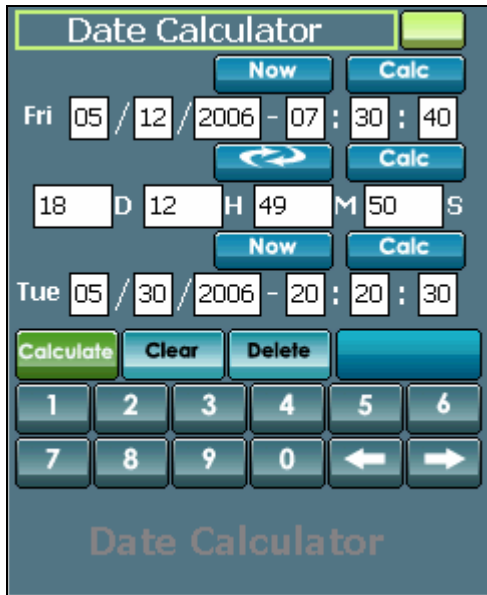 Date Calculator
Now Calc
Fri 05 / 12 / 2006 - 07 : 30 : 40
Calc
18 D 12 H 49 M 50 S
Now Calc
Tue 05 / 30 / 2006 - 20 : 20 : 30
Calculate Clear Delete
1 2 3 4 5 6
7 8 9 0
Date Calculator